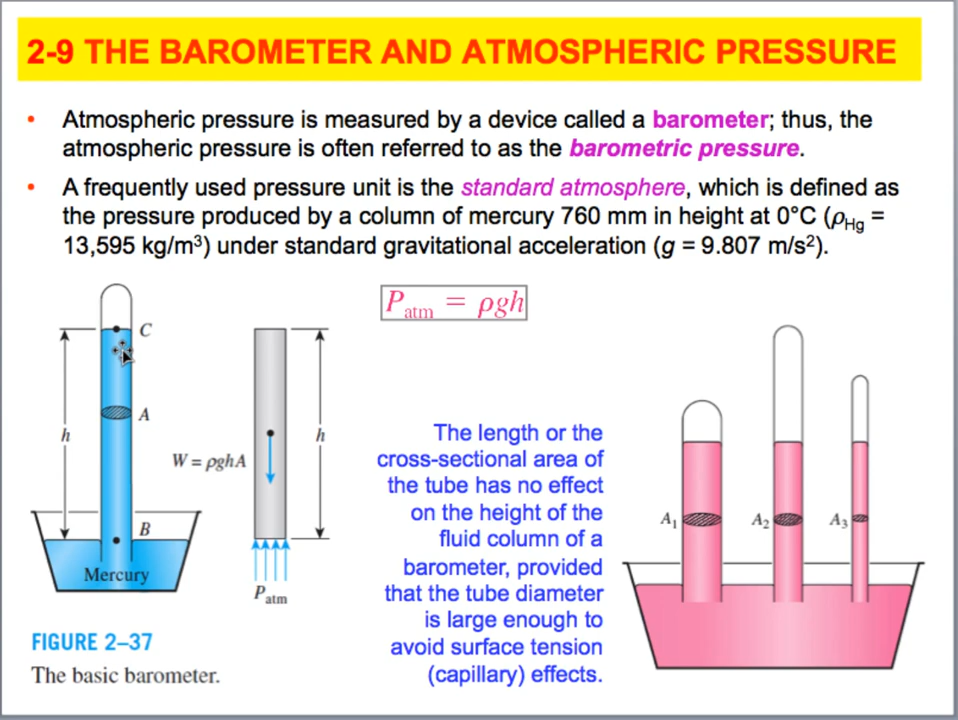 2-9 THE BAROMETER AND ATMOSPHERIC PRESSURE
• Atmospheric pressure is measured by a device called a barometer; thus, the
atmospheric pressure is often referred to as the barometric pressure.
• A frequently used pressure unit is the standard atmosphere, which is defined as
the pressure produced by a column of mercury 760 mm in height at 0°C (ρHg =
13,595 kg/m³) under standard gravitational acceleration (g = 9.807 m/s²).
Patm = ρgh
C
A
h
B
Mercury
W = ρghA
h
Patm
FIGURE 2–37
The basic barometer.
The length or the
cross-sectional area of
the tube has no effect
on the height of the
fluid column of a
barometer, provided
that the tube diameter
is large enough to
avoid surface tension
(capillary) effects.
A₁
A₂
A₃